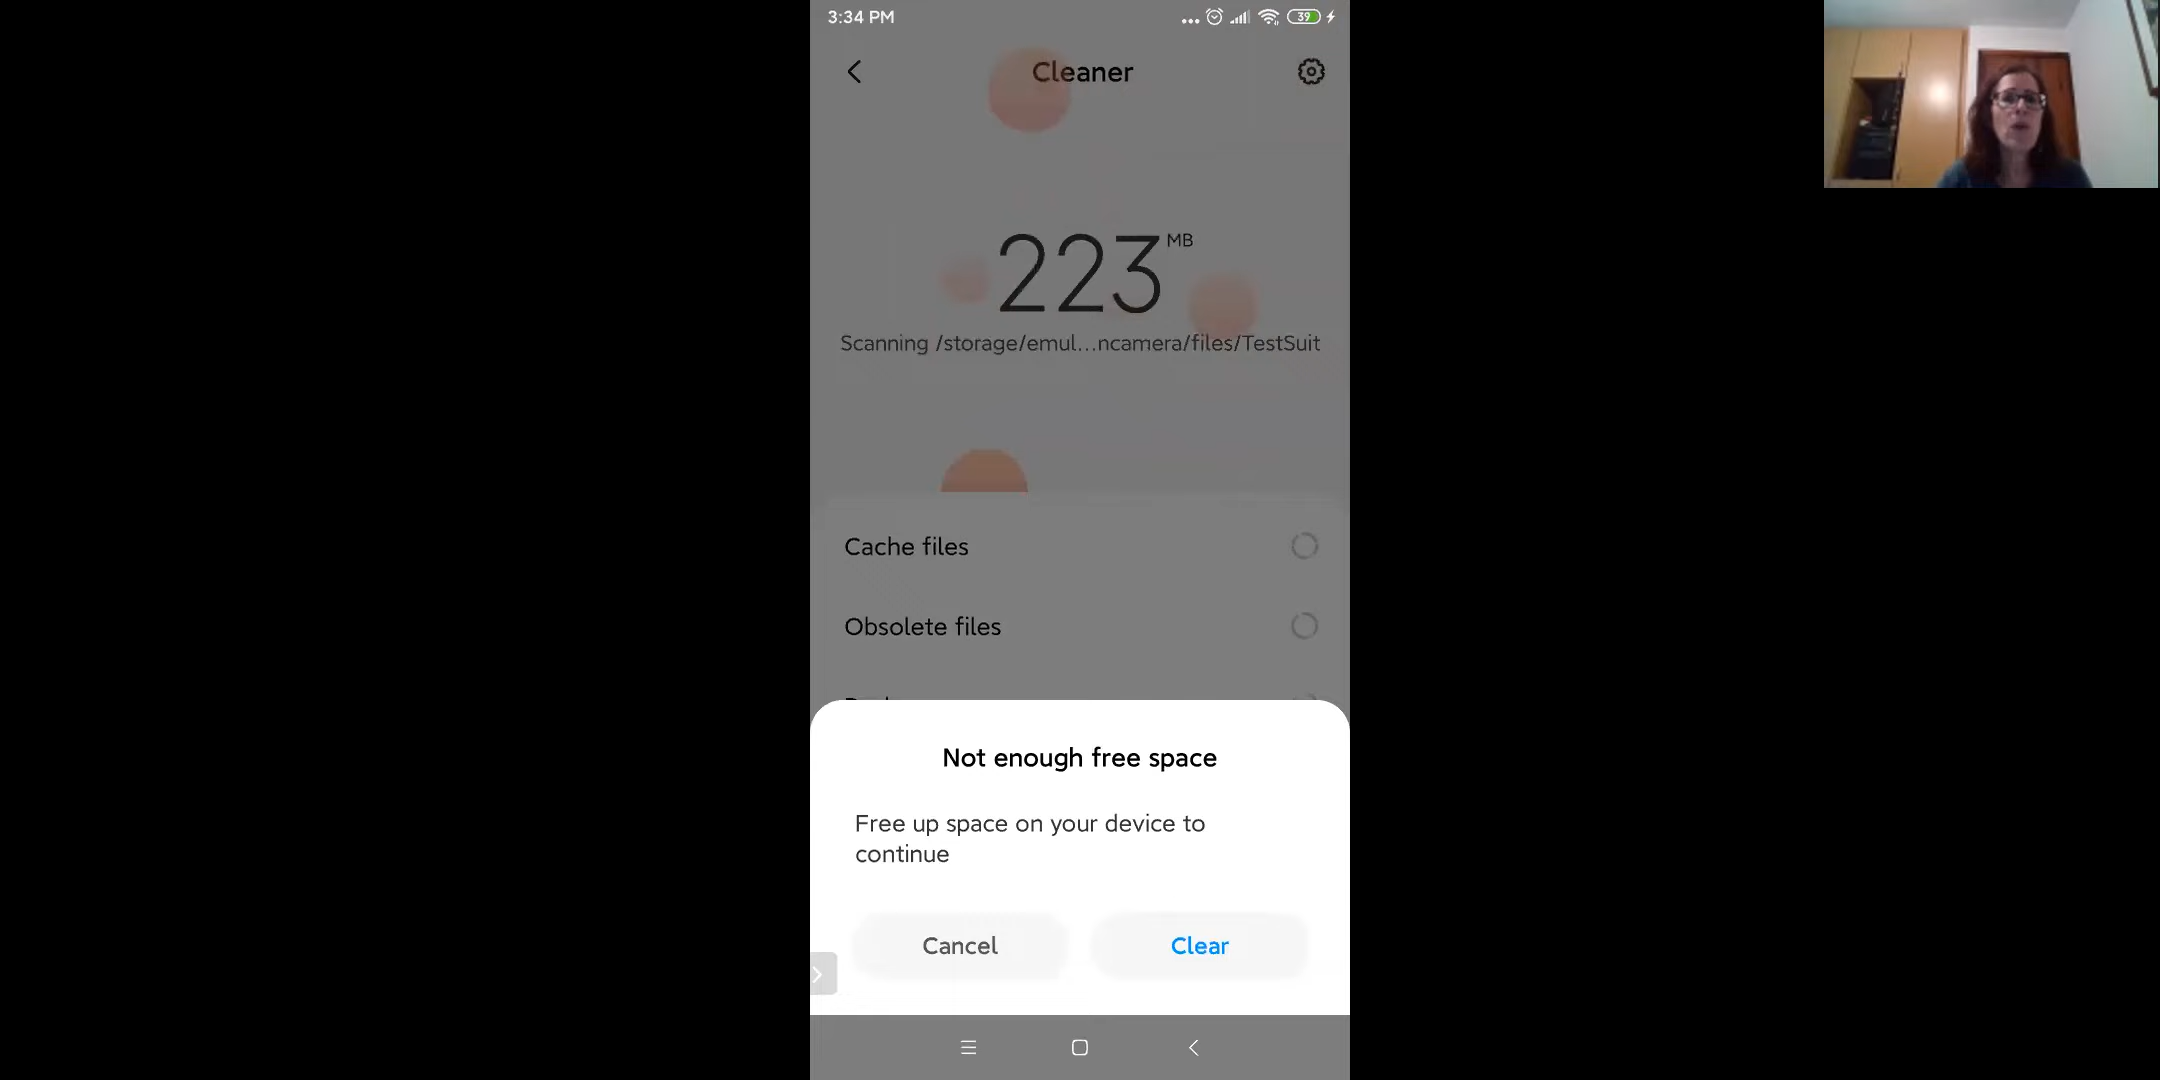 3:34 PM
39
Cleaner
223 MB
Scanning /storage/emul...ncamera/files/TestSuit
Cache files
Obsolete files
Not enough free space
Free up space on your device to
continue
Cancel
Clear